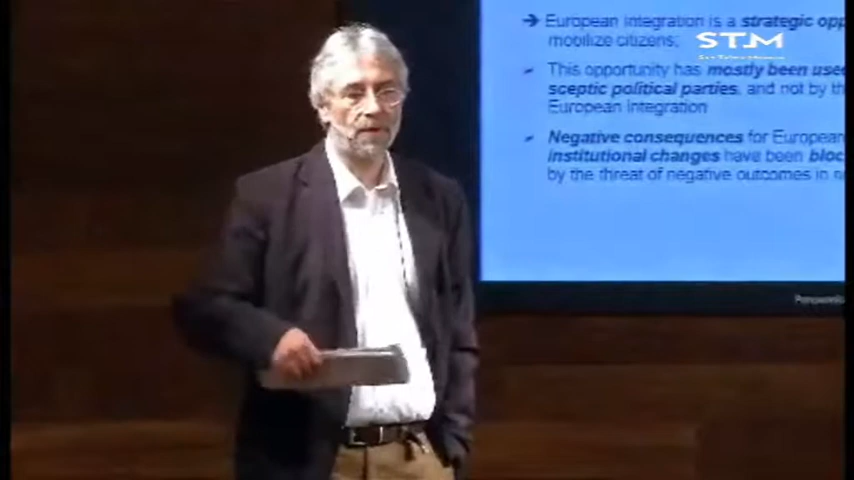 European Integration is a strategic opp
mobilize citizens;
This opportunity has mostly been used
sceptic political parties, and not by th
European Integration
Negative consequences for European
institutional changes have been bloc
by the threat of negative outcomes in
STM
Panasonic